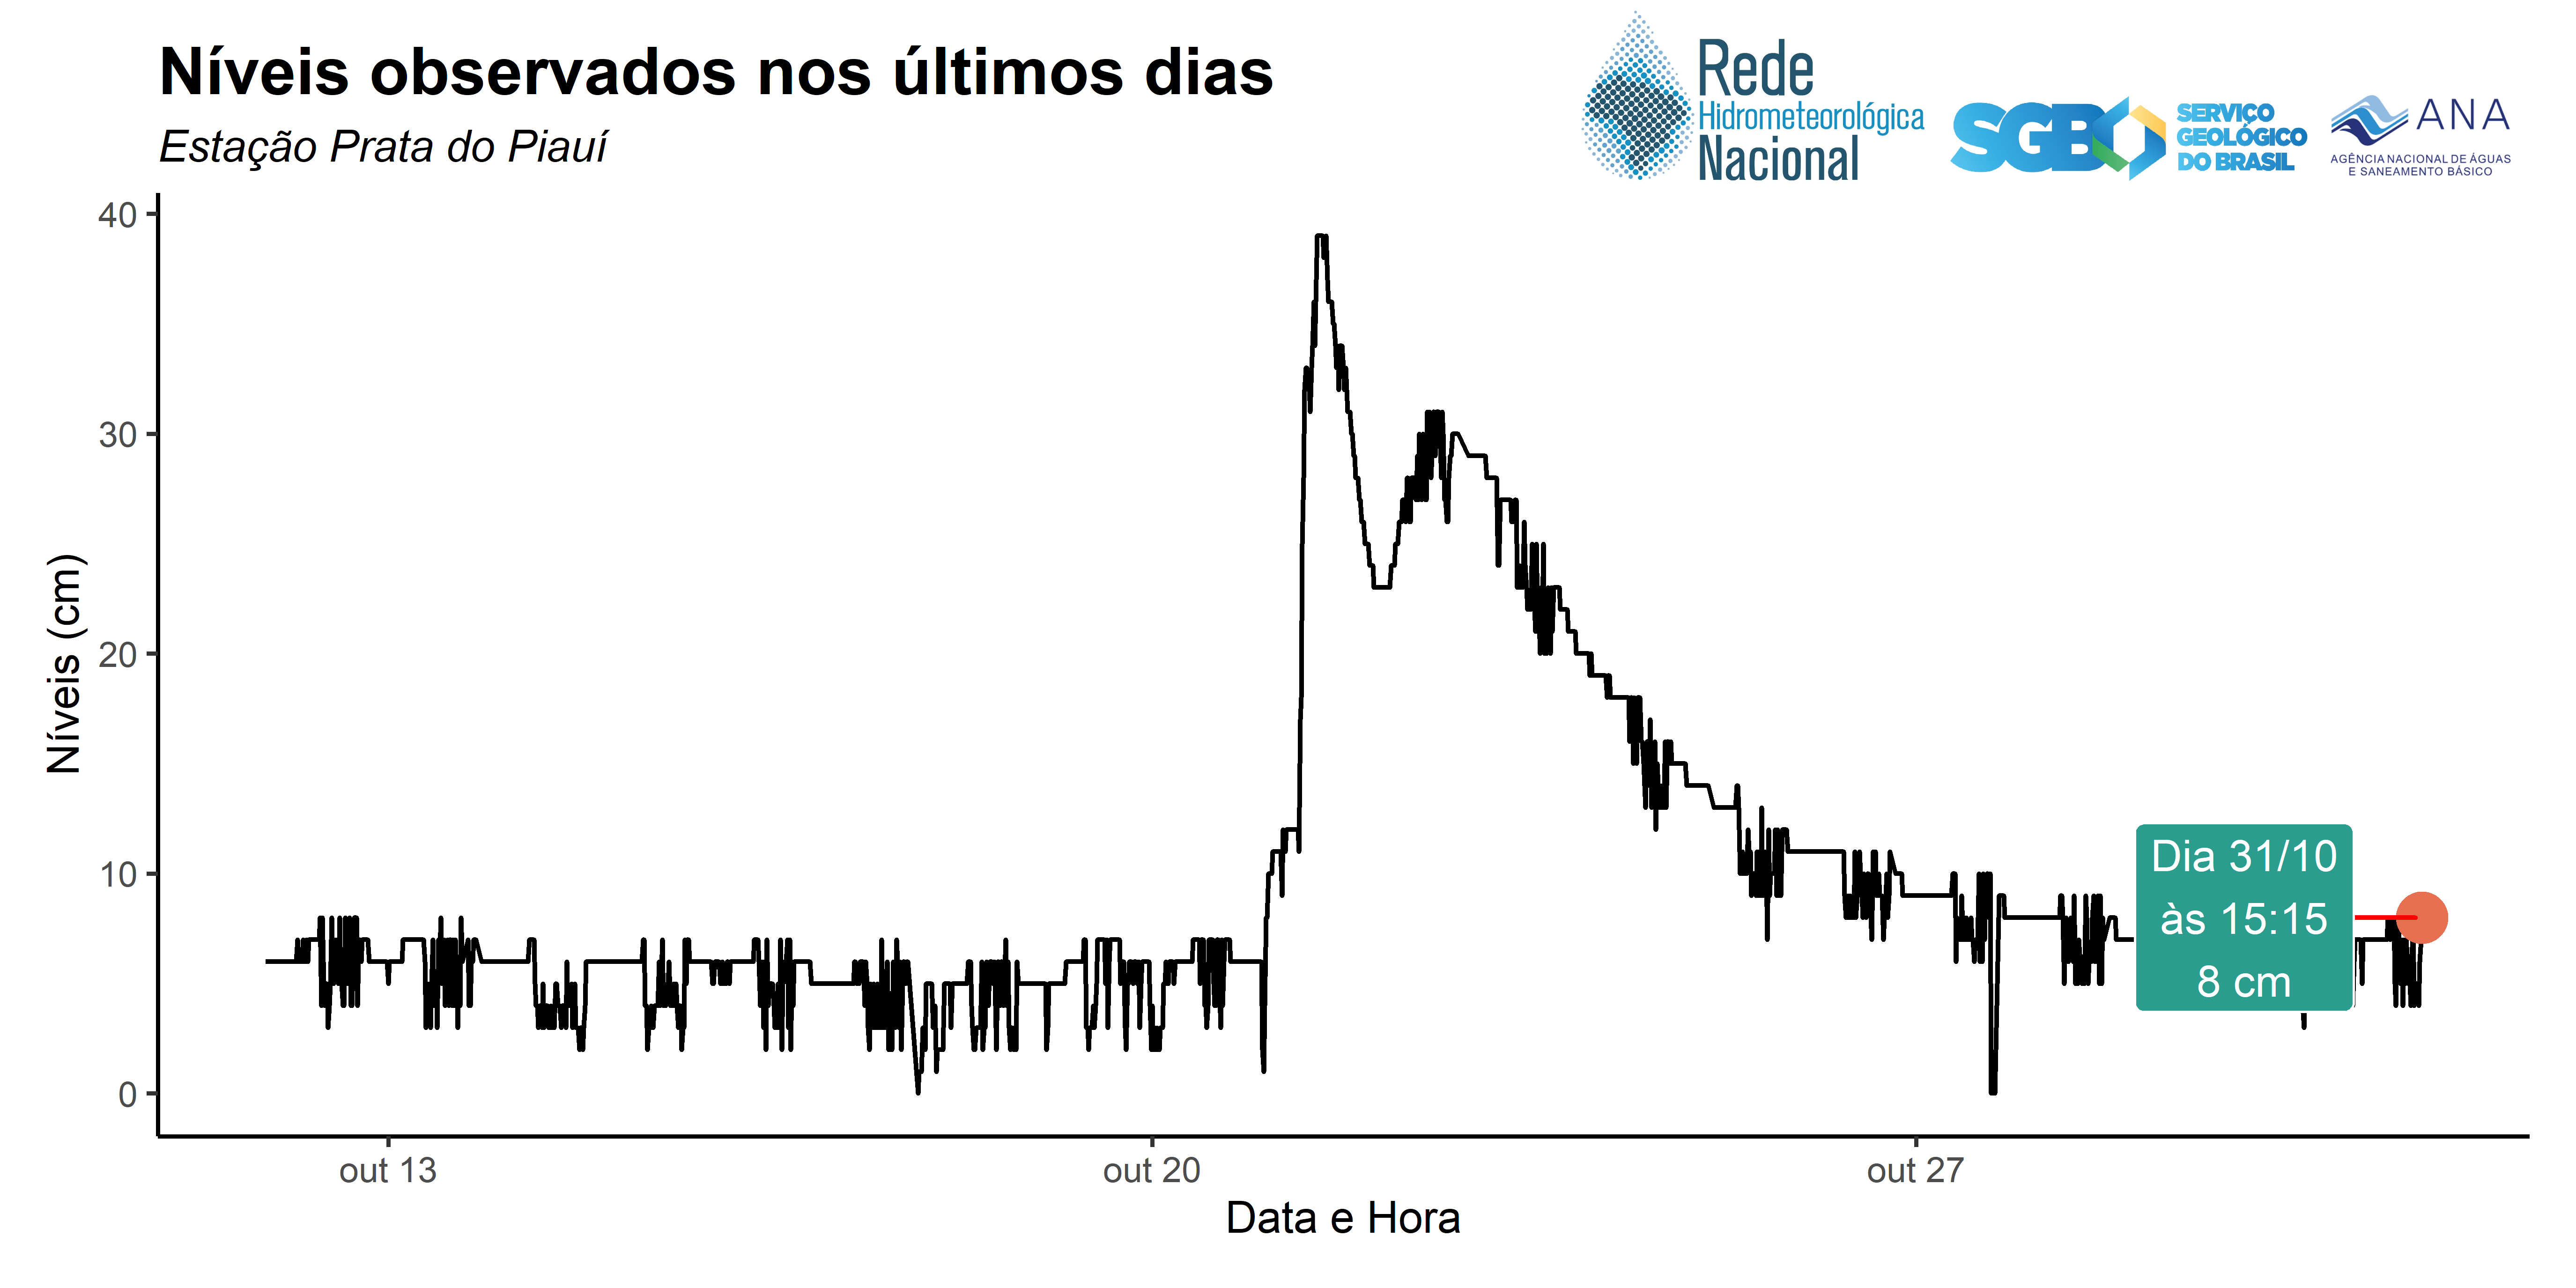 Níveis observados nos últimos dias
Estação Prata do Piauí
Rede
Hidrometeorológica
Nacional
SGB
SERVIÇO
GEOLÓGICO
DO BRASIL
ANA
AGÊNCIA NACIONAL DE ÁGUAS
E SANEAMENTO BÁSICO
40
30
20
10
0
Níveis (cm)
Dia 31/10
às 15:15
8 cm
out 13
out 20
out 27
Data e Hora